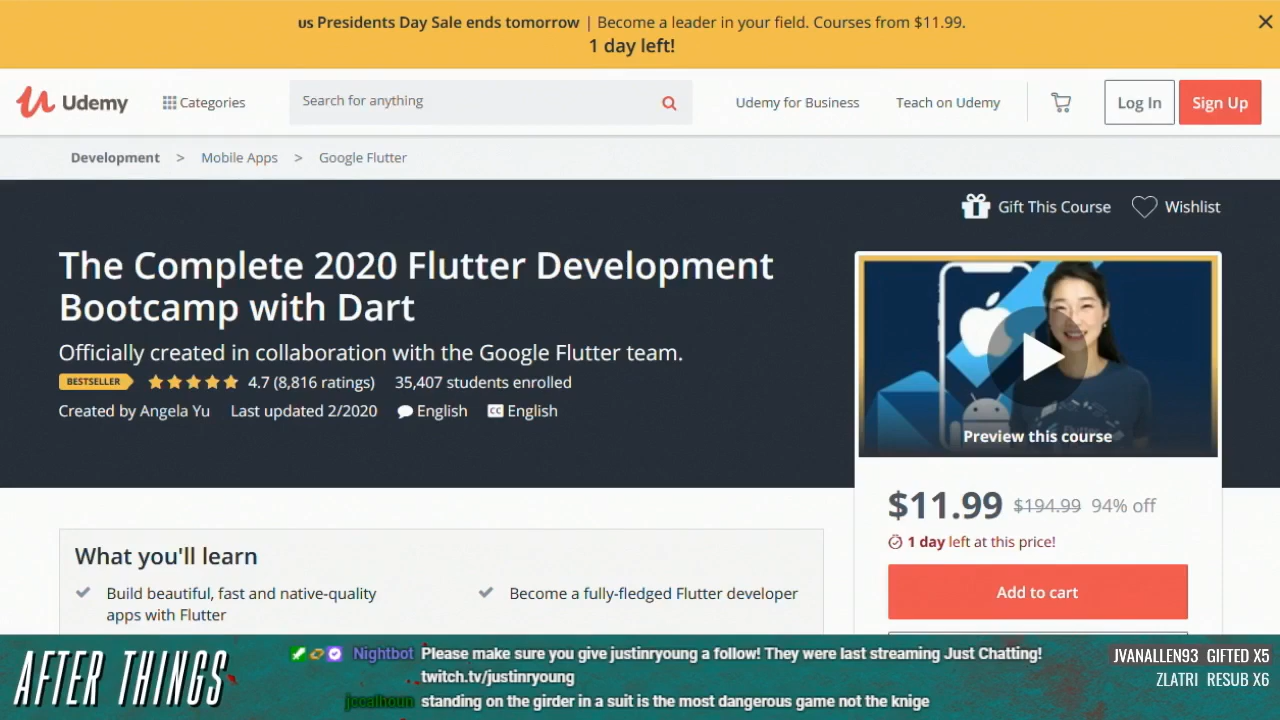 US Presidents Day Sale ends tomorrow | Become a leader in your field. Courses from $11.99.
1 day left!
Udemy
Categories
Search for anything
Udemy for Business
Teach on Udemy
Log In
Sign Up
Development > Mobile Apps > Google Flutter
Gift This Course
Wishlist
The Complete 2020 Flutter Development
Bootcamp with Dart
Officially created in collaboration with the Google Flutter team.
BESTSELLER 4.7 (8,816 ratings) 35,407 students enrolled
Created by Angela Yu Last updated 2/2020 English CC English
Preview this course
$11.99 $194.99 94% off
1 day left at this price!
Add to cart
What you'll learn
Build beautiful, fast and native-quality
apps with Flutter
Become a fully-fledged Flutter developer
AFTER THINGS
Nightbot Please make sure you give justinryoung a follow! They were last streaming Just Chatting!
twitch.tv/justinryoung
jccalhoun standing on the girder in a suit is the most dangerous game not the knige
JVANALLEN93 GIFTED X5
ZLATRI RESUB X6